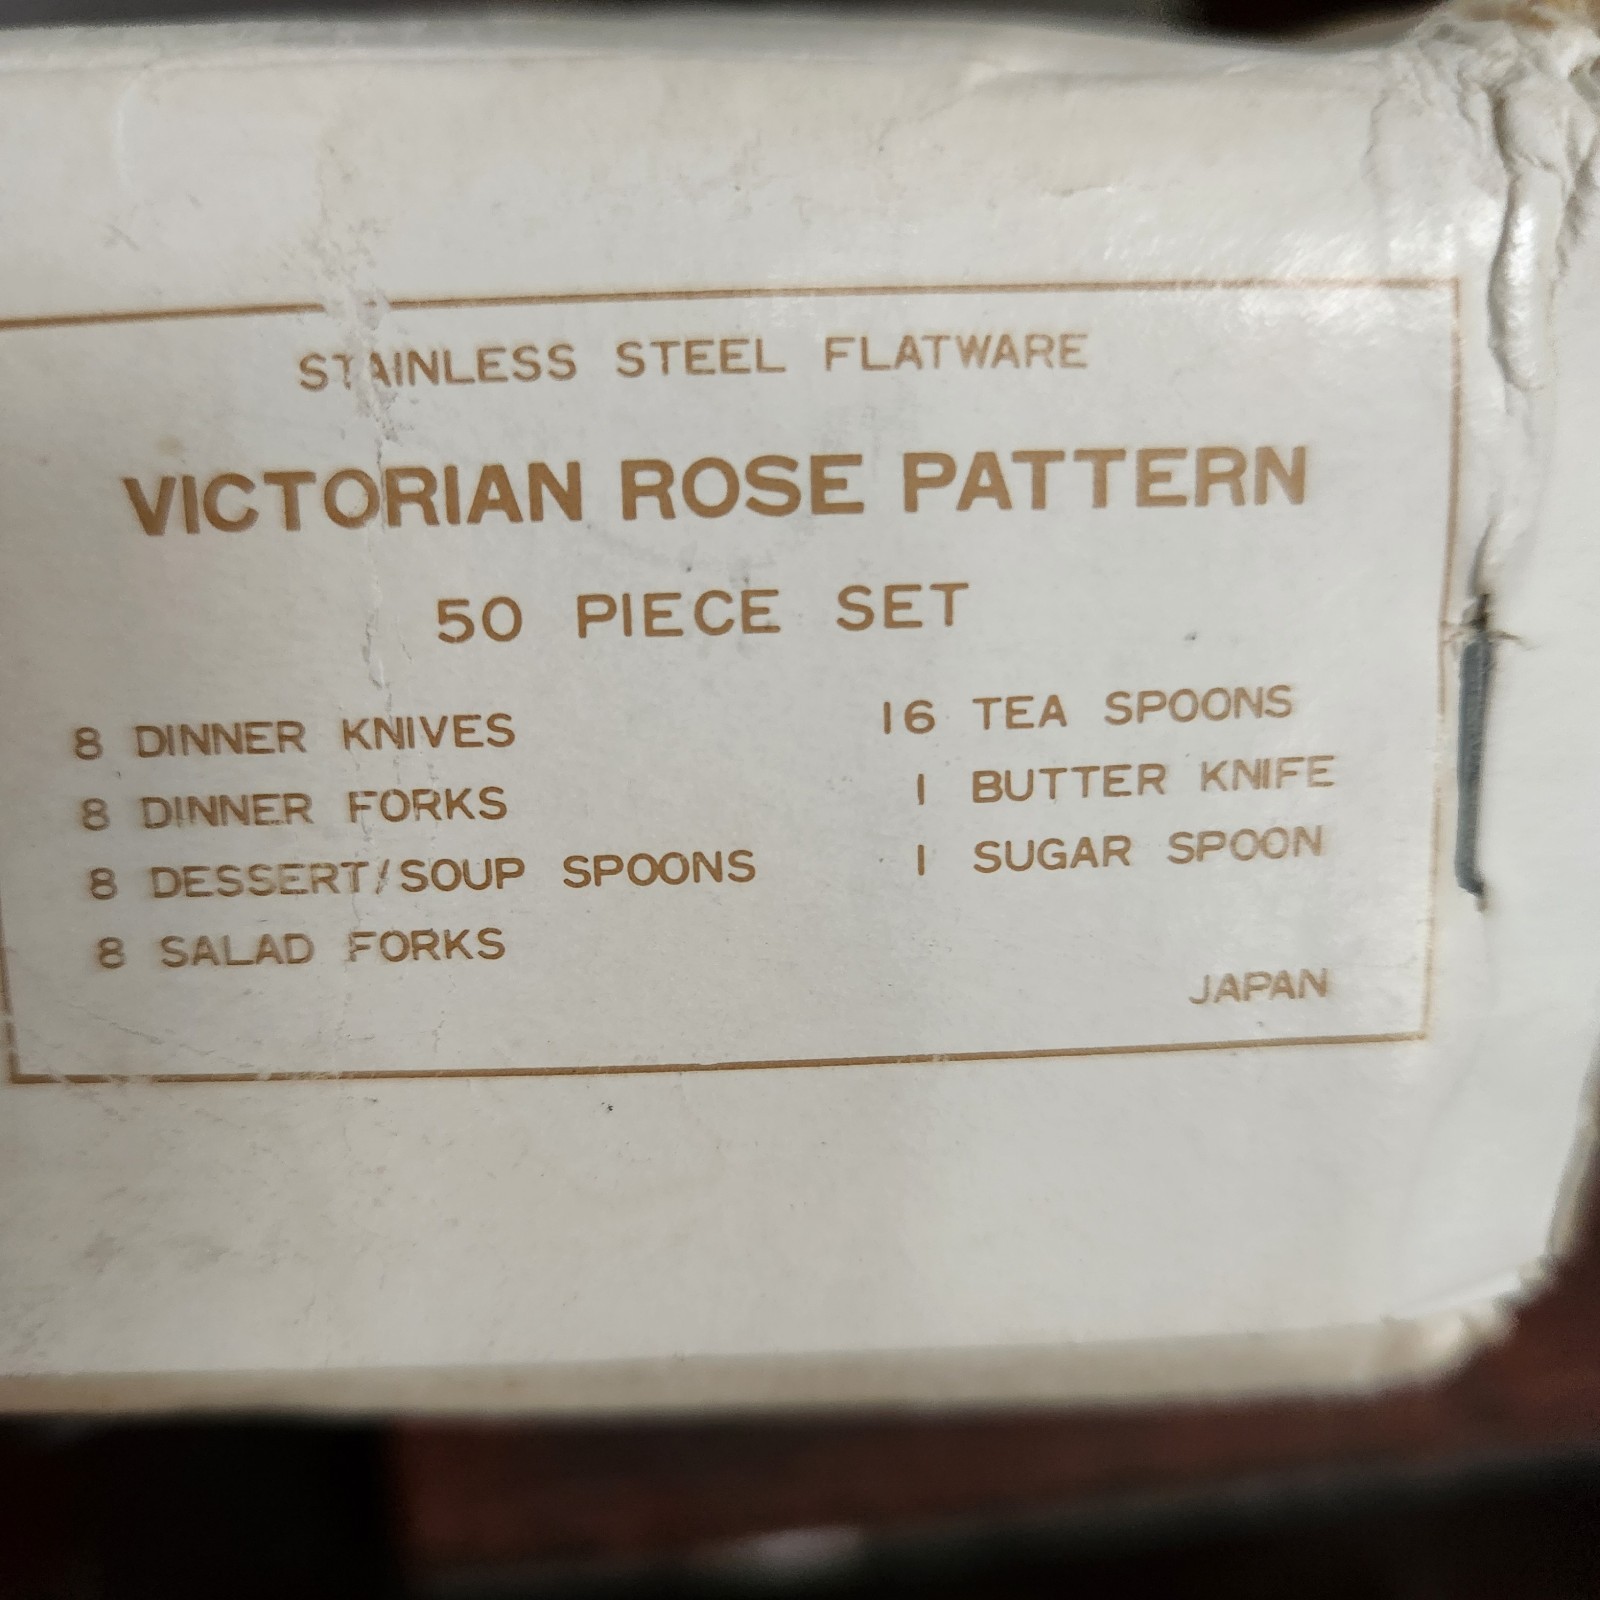 STAINLESS STEEL FLATWARE
VICTORIAN ROSE PATTERN
50 PIECE SET
8 DINNER KNIVES
8 DINNER FORKS
8 DESSERT/SOUP SPOONS
8 SALAD FORKS
16 TEA SPOONS
1 BUTTER KNIFE
1 SUGAR SPOON
JAPAN